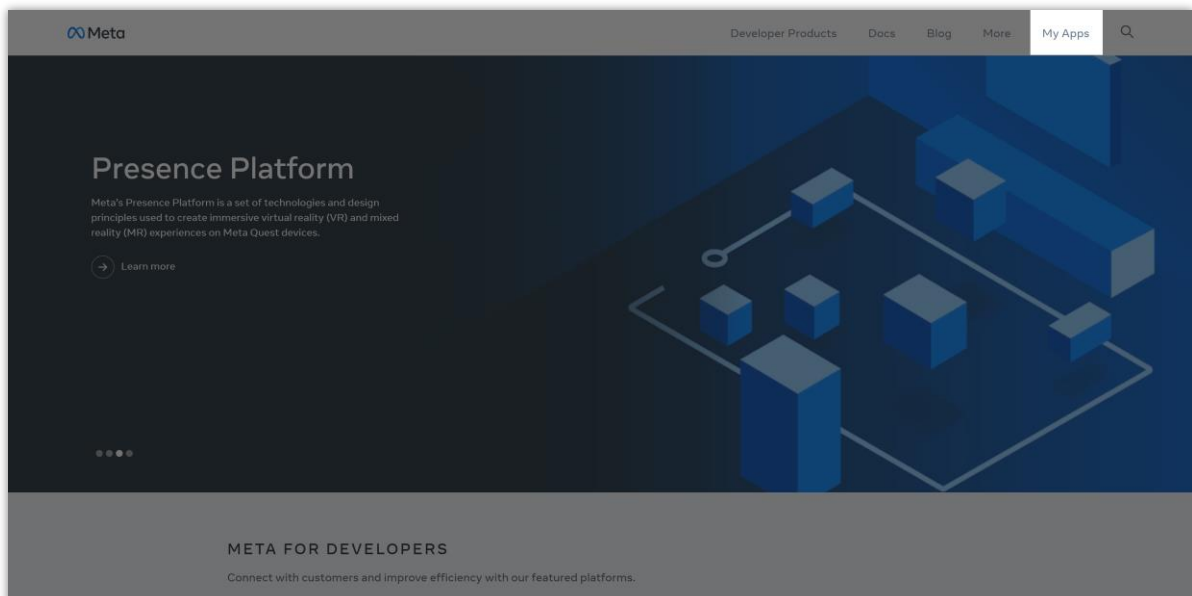 Meta
Developer Products Docs Blog More My Apps
Presence Platform
Meta's Presence Platform is a set of technologies and design
principles used to create immersive virtual reality (VR) and mixed
reality (MR) experiences on Meta Quest devices.
Learn more
META FOR DEVELOPERS
Connect with customers and improve efficiency with our featured platforms.